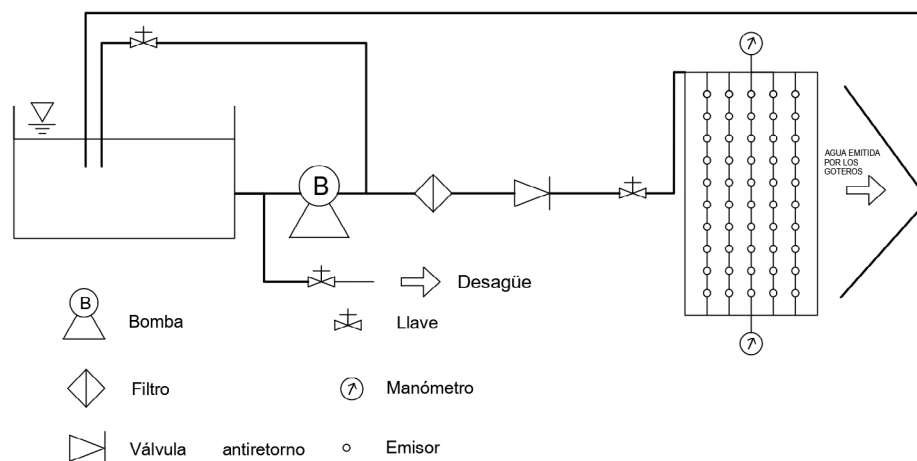 B
AGUA EMITIDA
POR LOS
GOTEROS
Desagüe
B
Bomba
Llave
Filtro
Manómetro
Válvula antiretorno
Emisor